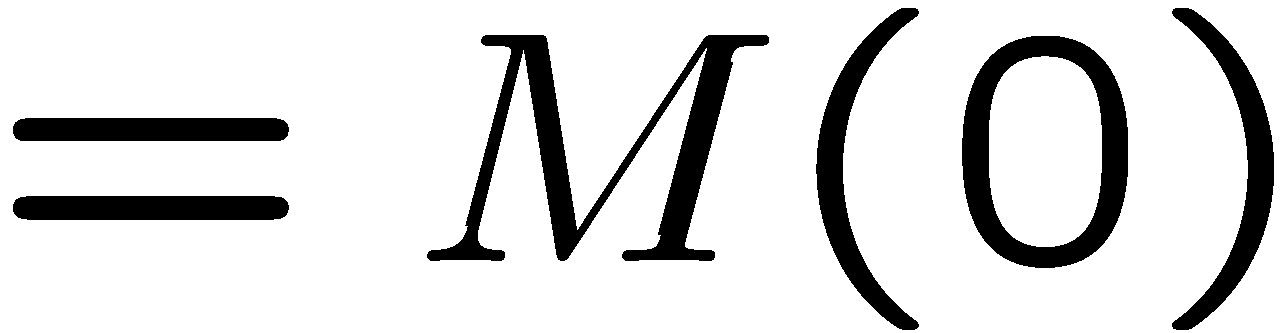 = M(0)